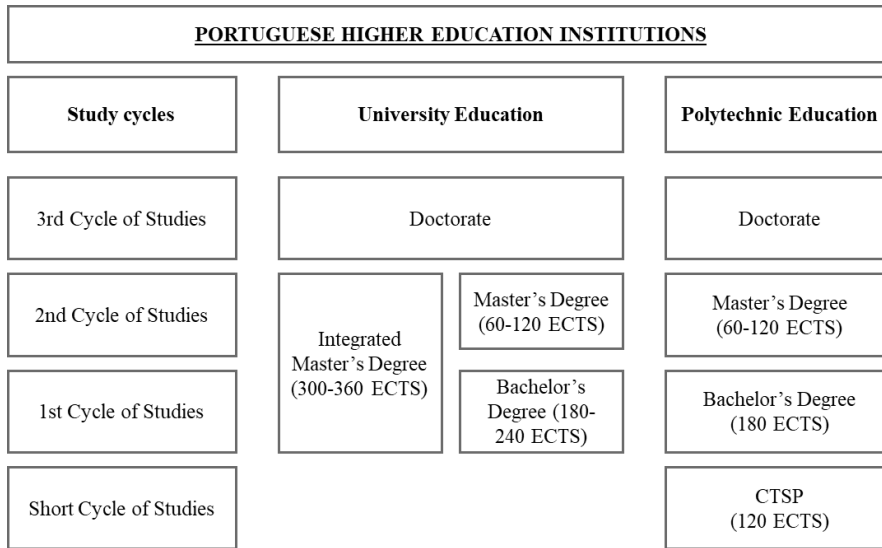 PORTUGUESE HIGHER EDUCATION INSTITUTIONS
Study cycles
University Education
Polytechnic Education
3rd Cycle of Studies
Doctorate
Doctorate
2nd Cycle of Studies
Integrated
Master’s Degree
(300-360 ECTS)
Master’s Degree
(60-120 ECTS)
Master’s Degree
(60-120 ECTS)
1st Cycle of Studies
Bachelor’s
Degree (180-
240 ECTS)
Bachelor’s Degree
(180 ECTS)
Short Cycle of Studies
CTSP
(120 ECTS)